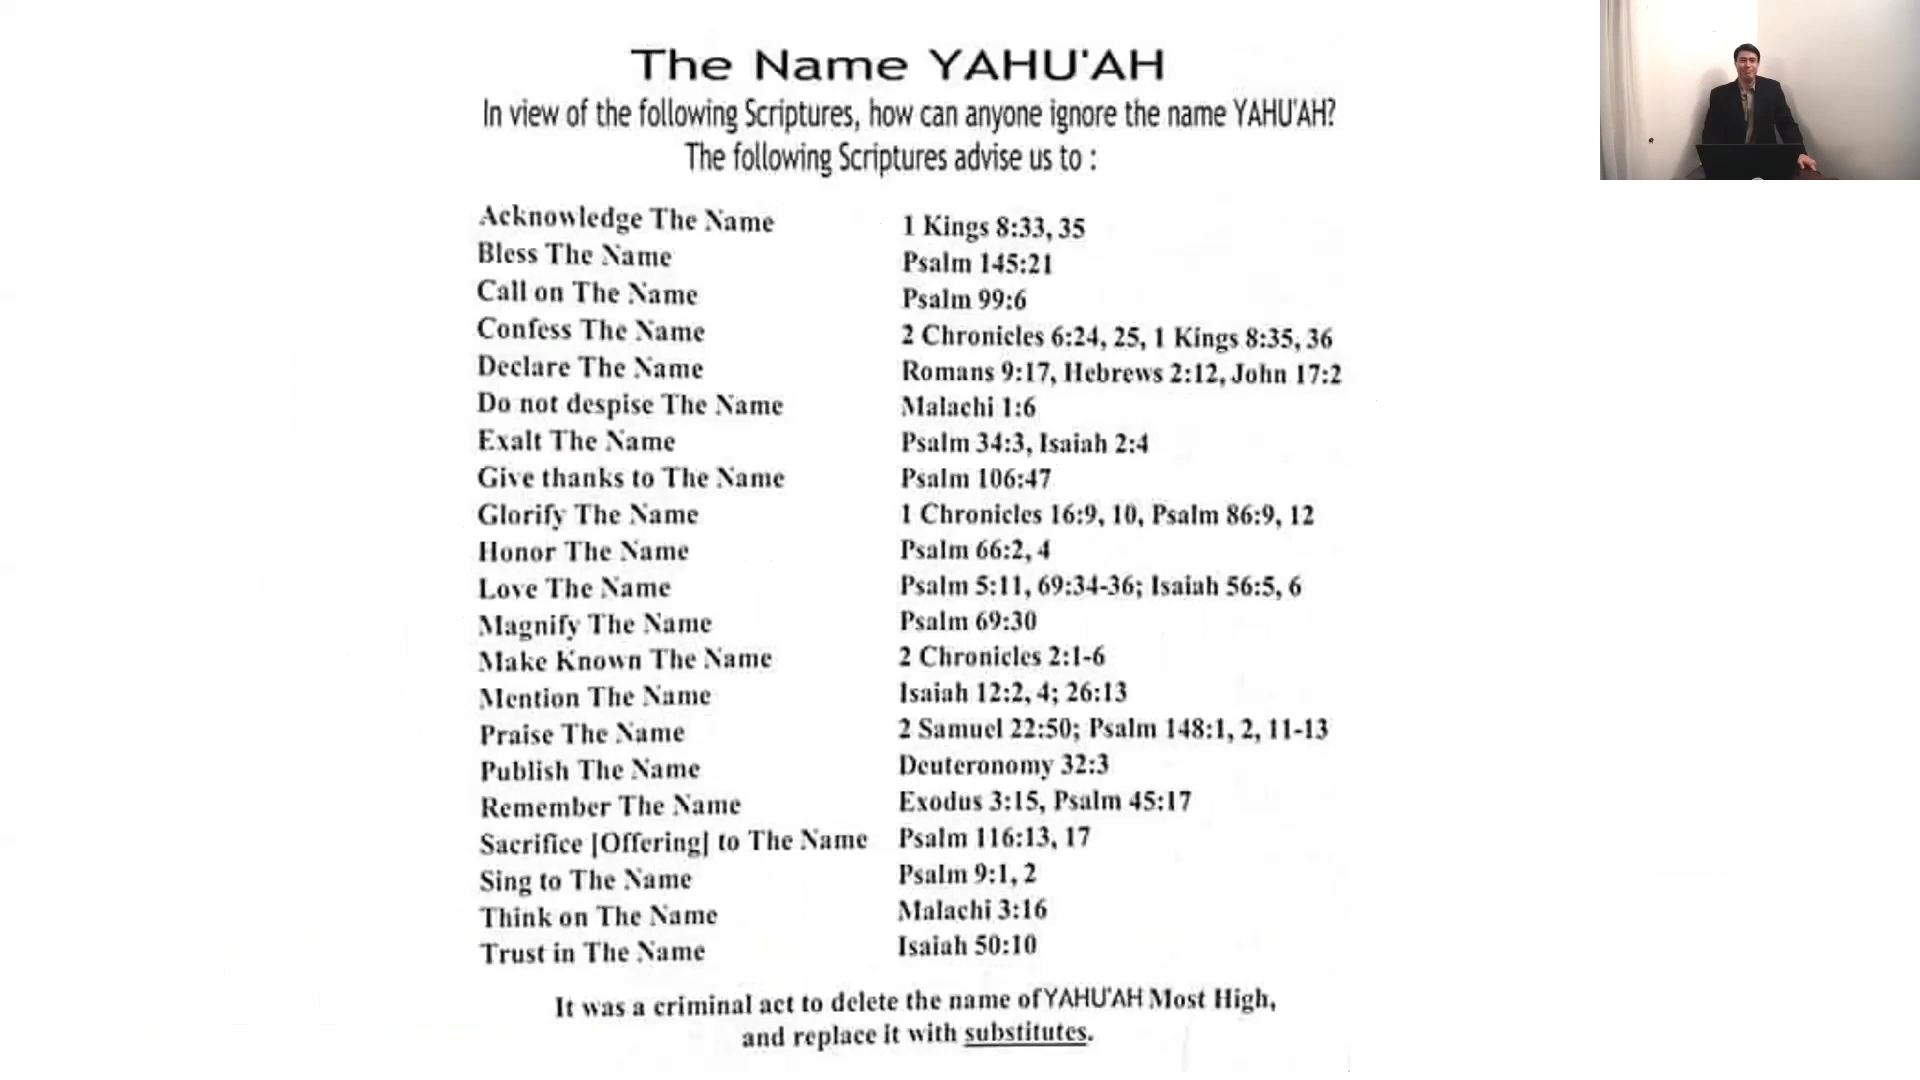 The Name YAHU'AH
In view of the following Scriptures, how can anyone ignore the name YAHU'AH?
The following Scriptures advise us to :
Acknowledge The Name 1 Kings 8:33, 35
Bless The Name Psalm 145:21
Call on The Name Psalm 99:6
Confess The Name 2 Chronicles 6:24, 25, 1 Kings 8:35, 36
Declare The Name Romans 9:17, Hebrews 2:12, John 17:2
Do not despise The Name Malachi 1:6
Exalt The Name Psalm 34:3, Isaiah 2:4
Give thanks to The Name Psalm 106:47
Glorify The Name 1 Chronicles 16:9, 10, Psalm 86:9, 12
Honor The Name Psalm 66:2, 4
Love The Name Psalm 5:11, 69:34-36; Isaiah 56:5, 6
Magnify The Name Psalm 69:30
Make Known The Name 2 Chronicles 2:1-6
Mention The Name Isaiah 12:2, 4; 26:13
Praise The Name 2 Samuel 22:50; Psalm 148:1, 2, 11-13
Publish The Name Deuteronomy 32:3
Remember The Name Exodus 3:15, Psalm 45:17
Sacrifice [Offering] to The Name Psalm 116:13, 17
Sing to The Name Psalm 9:1, 2
Think on The Name Malachi 3:16
Trust in The Name Isaiah 50:10
It was a criminal act to delete the name of YAHU'AH Most High,
and replace it with substitutes.